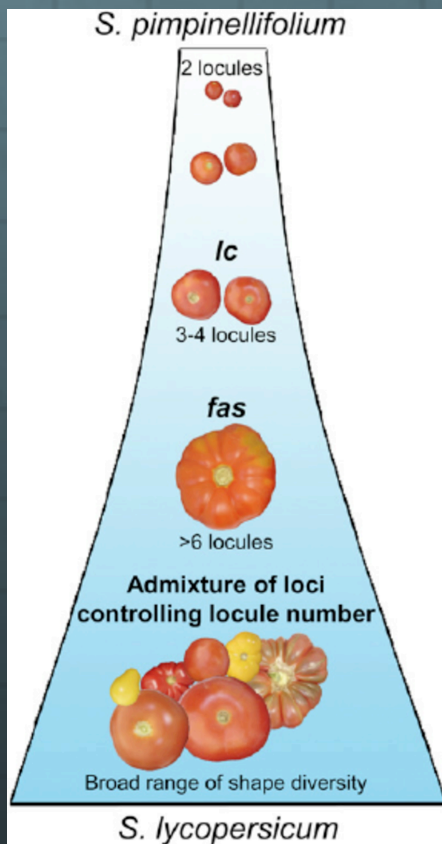 S. pimpinellifolium
2 locules
lc
3-4 locules
fas
>6 locules
Admixture of loci
controlling locule number
Broad range of shape diversity
S. lycopersicum